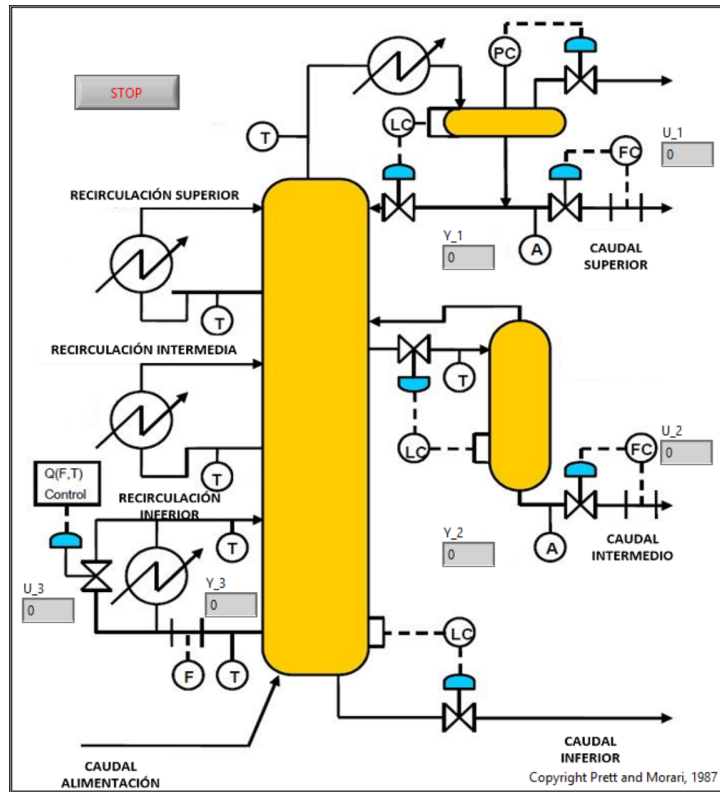 STOP
PC
T
LC
FC
U_1
0
RECIRCULACIÓN SUPERIOR
Y_1
0
A
CAUDAL
SUPERIOR
T
RECIRCULACIÓN INTERMEDIA
T
LC
FC
U_2
0
T
Q(F,T)
Control
RECIRCULACIÓN
INFERIOR
T
A
Y_2
0
CAUDAL
INTERMEDIO
U_3
0
Y_3
0
F
T
LC
CAUDAL
ALIMENTACIÓN
CAUDAL
INFERIOR
Copyright Prett and Morari, 1987